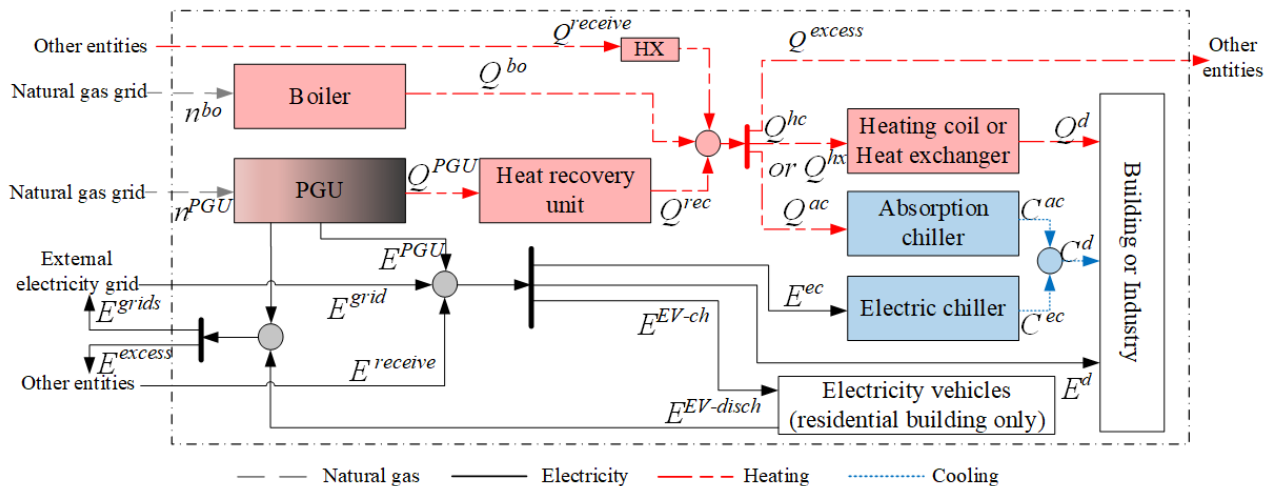 Other entities
Q^receive
HX
Q^excess
Other
entities
Natural gas grid
n^bo
Boiler
Q^bo
Q^hc
or Q^hx
Heating coil or
Heat exchanger
Q^d
Natural gas grid
n^PGU
PGU
Q^PGU
Heat recovery
unit
Q^rec
Q^ac
Absorption
chiller
C^ac
C^d
Building or Industry
External
electricity grid
E^PGU
E^grid
E^grids
E^ec
Electric chiller
C^ec
E^EV-ch
E^excess
Other entities
E^receive
E^EV-disch
Electricity vehicles
(residential building only)
E^d
Natural gas
Electricity
Heating
Cooling